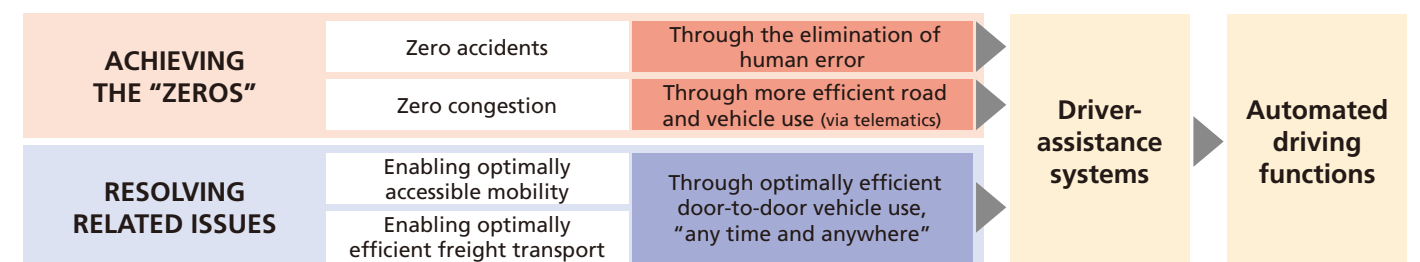 ACHIEVING
THE “ZEROS”
Zero accidents
Through the elimination of
human error
Zero congestion
Through more efficient road
and vehicle use (via telematics)
RESOLVING
RELATED ISSUES
Enabling optimally
accessible mobility
Enabling optimally
efficient freight transport
Through optimally efficient
door-to-door vehicle use,
“any time and anywhere”
Driver-
assistance
systems
Automated
driving
functions